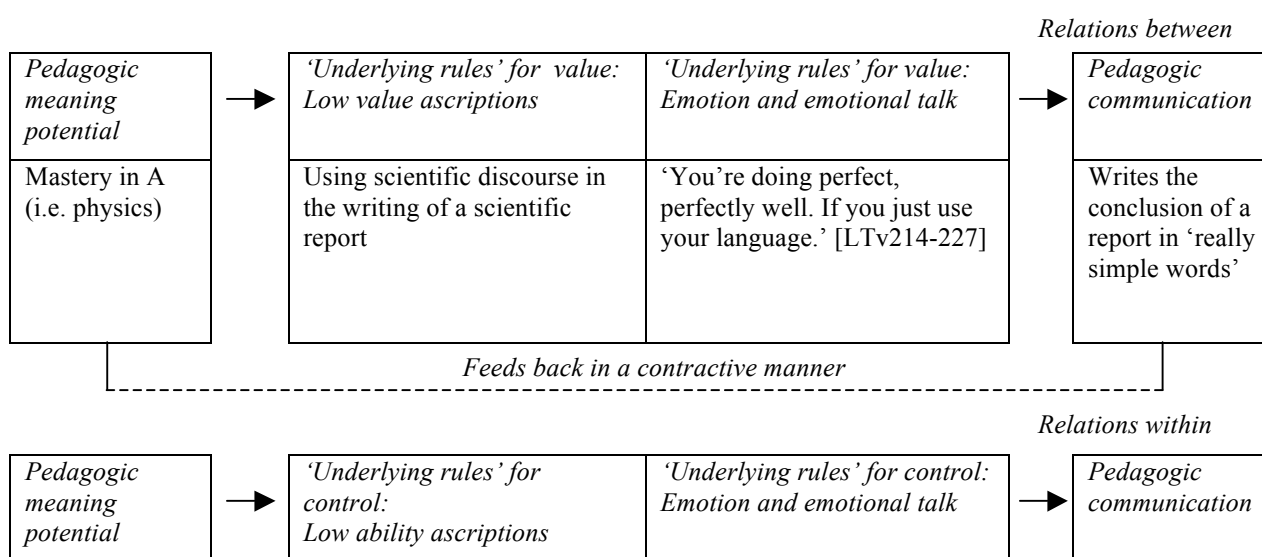 Relations between
Pedagogic
meaning
potential
‘Underlying rules’ for value:
Low value ascriptions
‘Underlying rules’ for value:
Emotion and emotional talk
Pedagogic
communication
Mastery in A
(i.e. physics)
Using scientific discourse in
the writing of a scientific
report
‘You're doing perfect,
perfectly well. If you just use
your language.’ [LTv214-227]
Writes the
conclusion of a
report in ‘really
simple words’
Feeds back in a contractive manner
Relations within
Pedagogic
meaning
potential
‘Underlying rules’ for
control:
Low ability ascriptions
‘Underlying rules’ for control:
Emotion and emotional talk
Pedagogic
communication